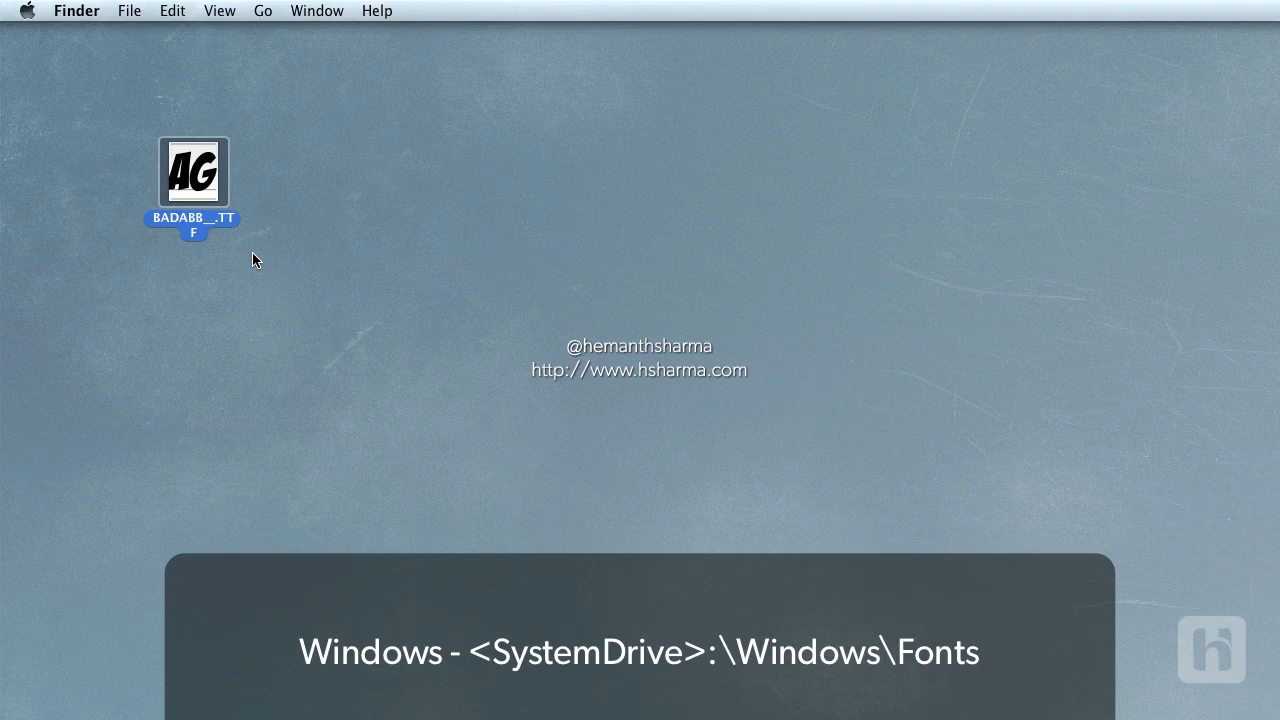 Finder File Edit View Go Window Help
AG
BADABB__.TT
F
@hemanthsharma
http://www.hsharma.com
Windows - <SystemDrive>:\Windows\Fonts
h